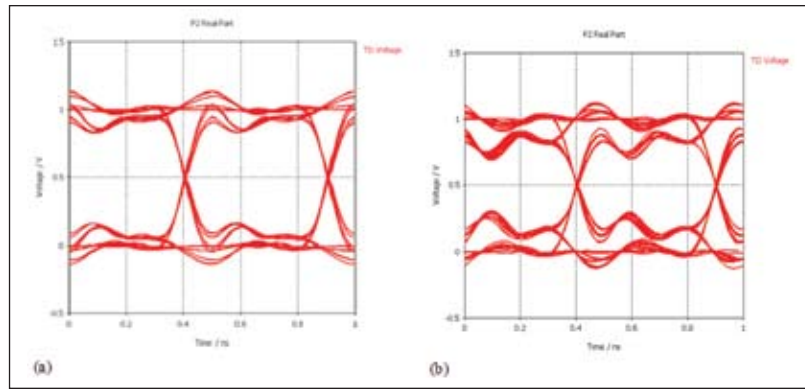 P2 Real Part
TD Voltage
1.5
1
0.5
0
-0.5
Voltage / V
0
0.2
0.4
0.6
0.8
1
Time / ns
(a)
P2 Real Part
TD Voltage
1.5
1
0.5
0
-0.5
Voltage / V
0
0.2
0.4
0.6
0.8
1
Time / ns
(b)